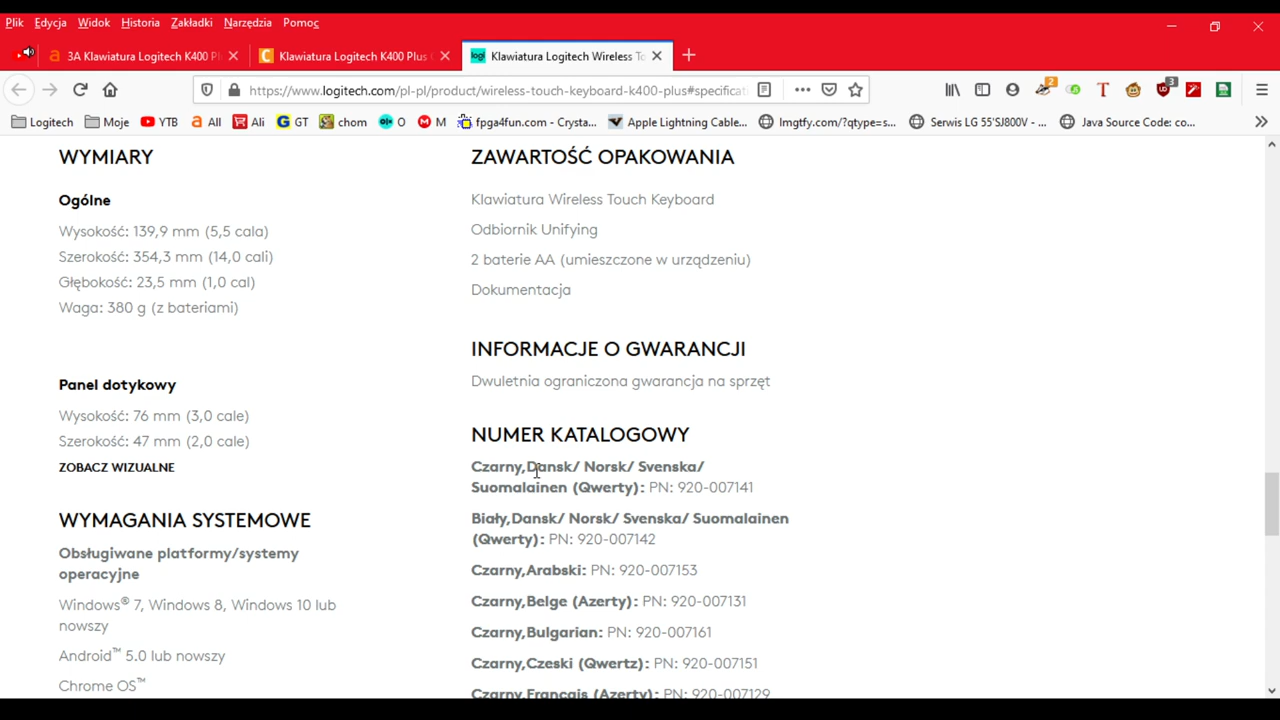 Plik Edycja Widok Historia Zakładki Narzędzia Pomoc
3A Klawiatura Logitech K400 Pl
Klawiatura Logitech K400 Plus
Klawiatura Logitech Wireless To
https://www.logitech.com/pl-pl/product/wireless-touch-keyboard-k400-plus#specificat
2
3
Logitech Moje YTB All Ali GT chom O M fpga4fun.com - Crysta... Apple Lightning Cable... lmgtfy.com/?qtype=s... Serwis LG 55'SJ800V - ... Java Source Code: co...
WYMIARY
Ogólne
Wysokość: 139,9 mm (5,5 cala)
Szerokość: 354,3 mm (14,0 cali)
Głębokość: 23,5 mm (1,0 cal)
Waga: 380 g (z bateriami)
Panel dotykowy
Wysokość: 76 mm (3,0 cale)
Szerokość: 47 mm (2,0 cale)
ZOBACZ WIZUALNE
WYMAGANIA SYSTEMOWE
Obsługiwane platformy/systemy
operacyjne
Windows® 7, Windows 8, Windows 10 lub
nowszy
Android™ 5.0 lub nowszy
Chrome OS™
ZAWARTOŚĆ OPAKOWANIA
Klawiatura Wireless Touch Keyboard
Odbiornik Unifying
2 baterie AA (umieszczone w urządzeniu)
Dokumentacja
INFORMACJE O GWARANCJI
Dwuletnia ograniczona gwarancja na sprzęt
NUMER KATALOGOWY
Czarny,Dansk/ Norsk/ Svenska/
Suomalainen (Qwerty): PN: 920-007141
Biały,Dansk/ Norsk/ Svenska/ Suomalainen
(Qwerty): PN: 920-007142
Czarny,Arabski: PN: 920-007153
Czarny,Belge (Azerty): PN: 920-007131
Czarny,Bulgarian: PN: 920-007161
Czarny,Czeski (Qwertz): PN: 920-007151
Czarny,Français (Azerty): PN: 920-007129